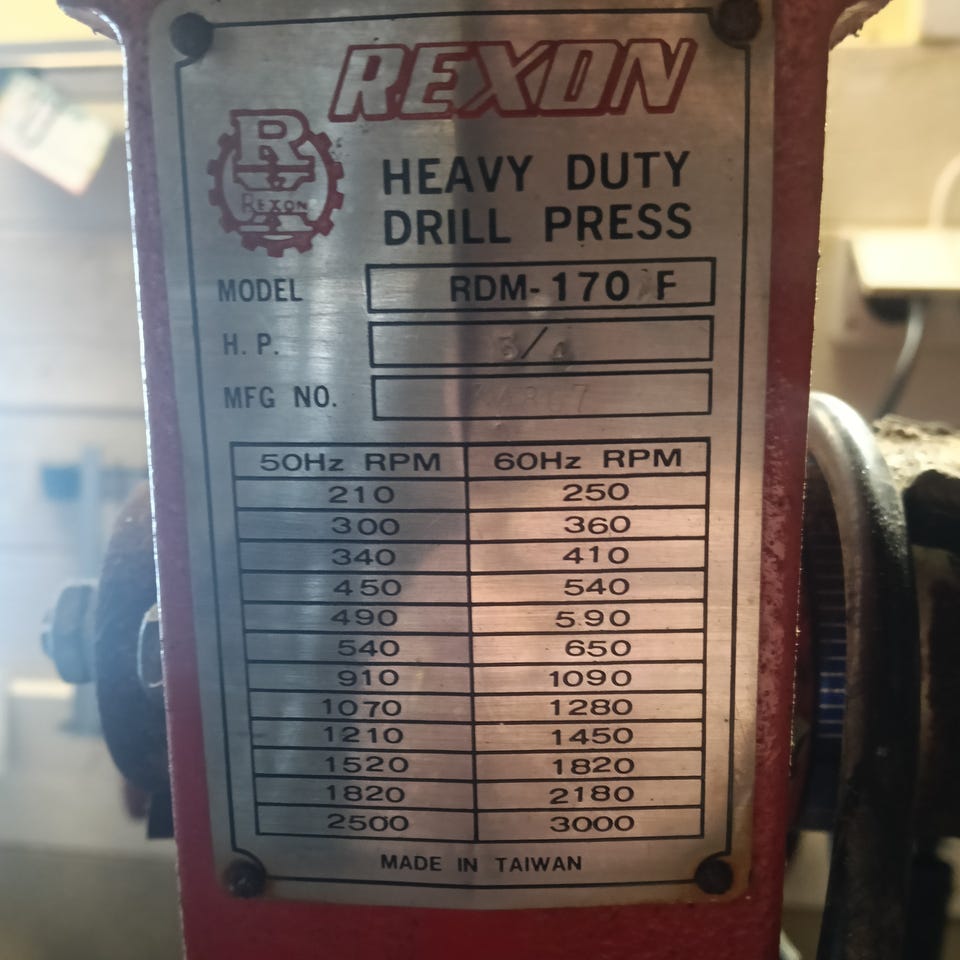 REXON
R
REXON
HEAVY DUTY
DRILL PRESS
MODEL RDM-170 F
H. P. 3/4
MFG NO.
50Hz RPM 60Hz RPM
210 250
300 360
340 410
450 540
490 5.90
540 650
910 1090
1070 1280
1210 1450
1520 1820
1820 2180
2500 3000
MADE IN TAIWAN